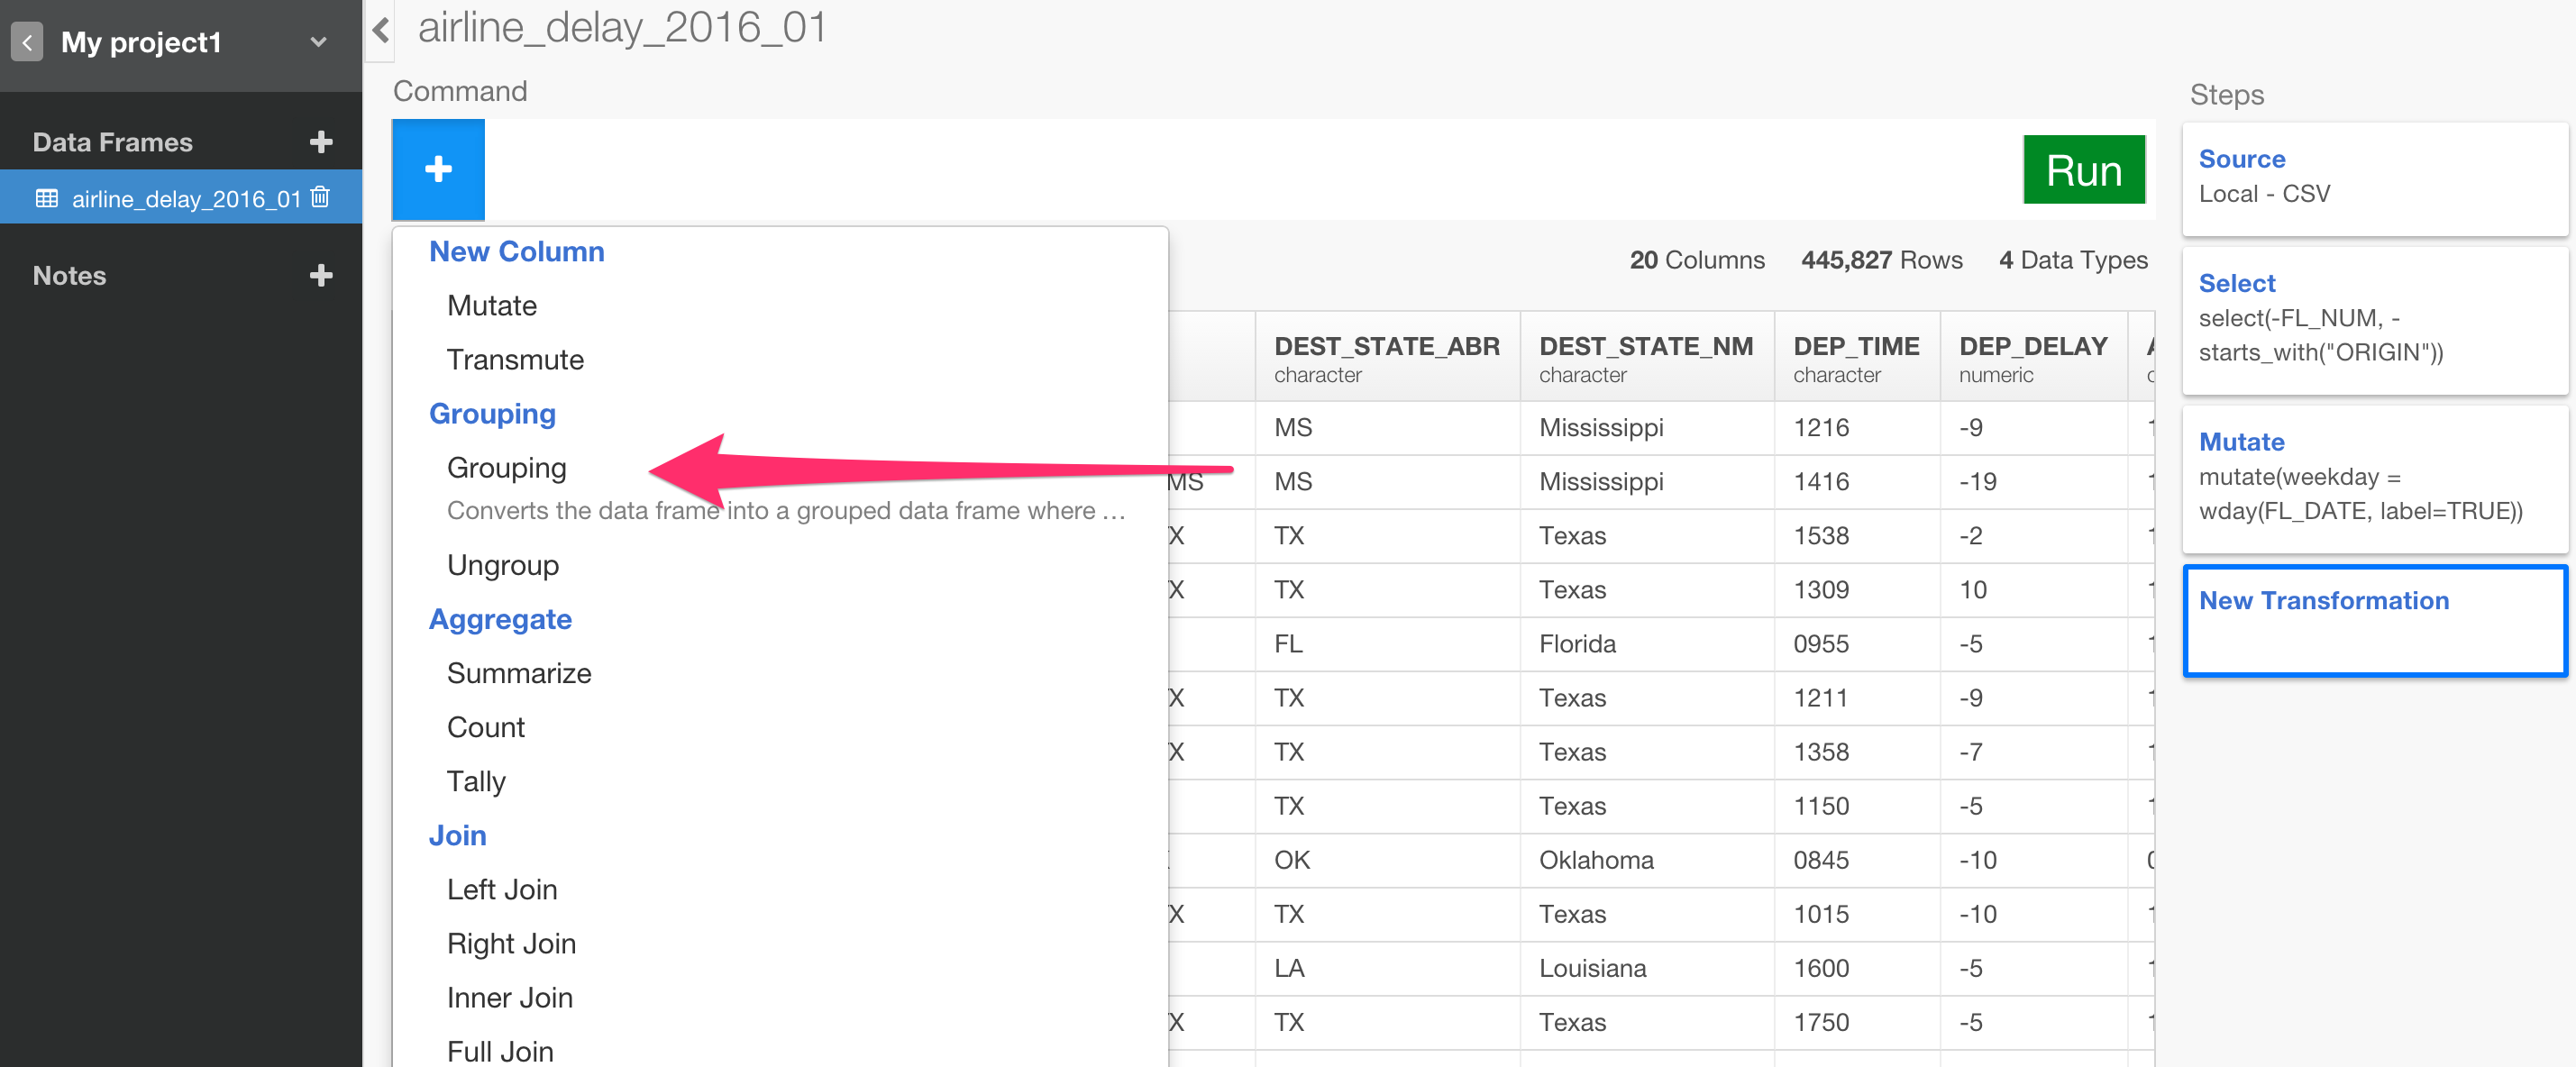 My project1
Data Frames
airline_delay_2016_01
Notes
airline_delay_2016_01
Command
Run
New Column
Mutate
Transmute
Grouping
Grouping
Converts the data frame into a grouped data frame where ...
Ungroup
Aggregate
Summarize
Count
Tally
Join
Left Join
Right Join
Inner Join
Full Join
20 Columns 445,827 Rows 4 Data Types
DEST_STATE_ABR DEST_STATE_NM DEP_TIME DEP_DELAY
character character character numeric
MS Mississippi 1216 -9
MS MS Mississippi 1416 -19
TX Texas 1538 -2
TX Texas 1309 10
FL Florida 0955 -5
TX Texas 1211 -9
TX Texas 1358 -7
TX Texas 1150 -5
OK Oklahoma 0845 -10
TX Texas 1015 -10
LA Louisiana 1600 -5
TX Texas 1750 -5
Steps
Source
Local - CSV
Select
select(-FL_NUM, -
starts_with("ORIGIN"))
Mutate
mutate(weekday =
wday(FL_DATE, label=TRUE))
New Transformation